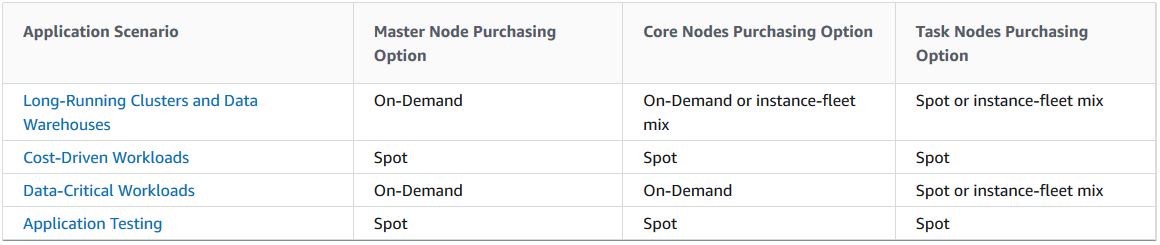 Application Scenario
Master Node Purchasing
Option
Core Nodes Purchasing Option
Task Nodes Purchasing
Option
Long-Running Clusters and Data
Warehouses
On-Demand
On-Demand or instance-fleet
mix
Spot or instance-fleet mix
Cost-Driven Workloads
Spot
Spot
Spot
Data-Critical Workloads
On-Demand
On-Demand
Spot or instance-fleet mix
Application Testing
Spot
Spot
Spot